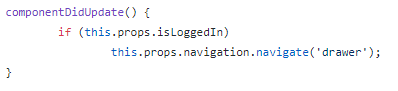 componentDidUpdate() {
        if (this.props.isLoggedIn)
                this.props.navigation.navigate('drawer');
}